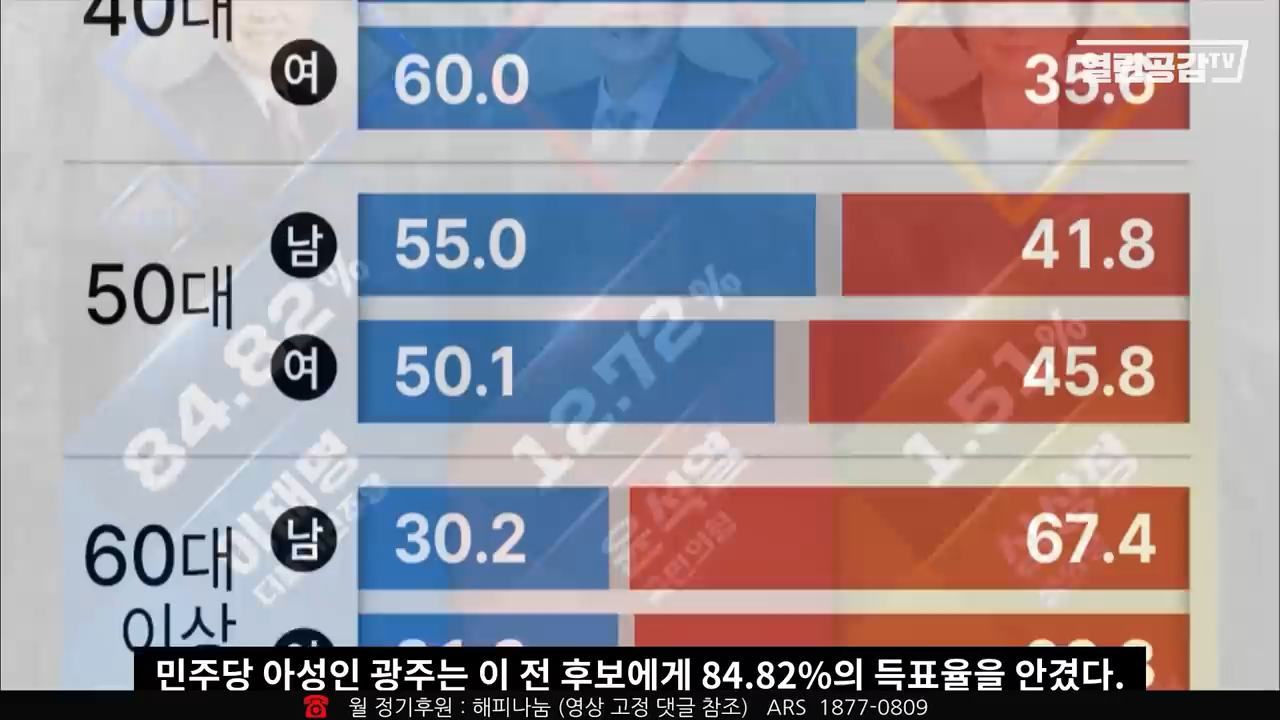 40대
여
60.0
열린공감TV
남
55.0
41.8
50대
여
50.1
45.8
84.82%
이재명
12.72%
윤석열
국민의힘
1.51%
60대
이상
남
30.2
67.4
민주당 아성인 광주는 이 전 후보에게 84.82%의 득표율을 안겼다.
월 정기후원 : 해피나눔 (영상 고정 댓글 참조) ARS 1877-0809